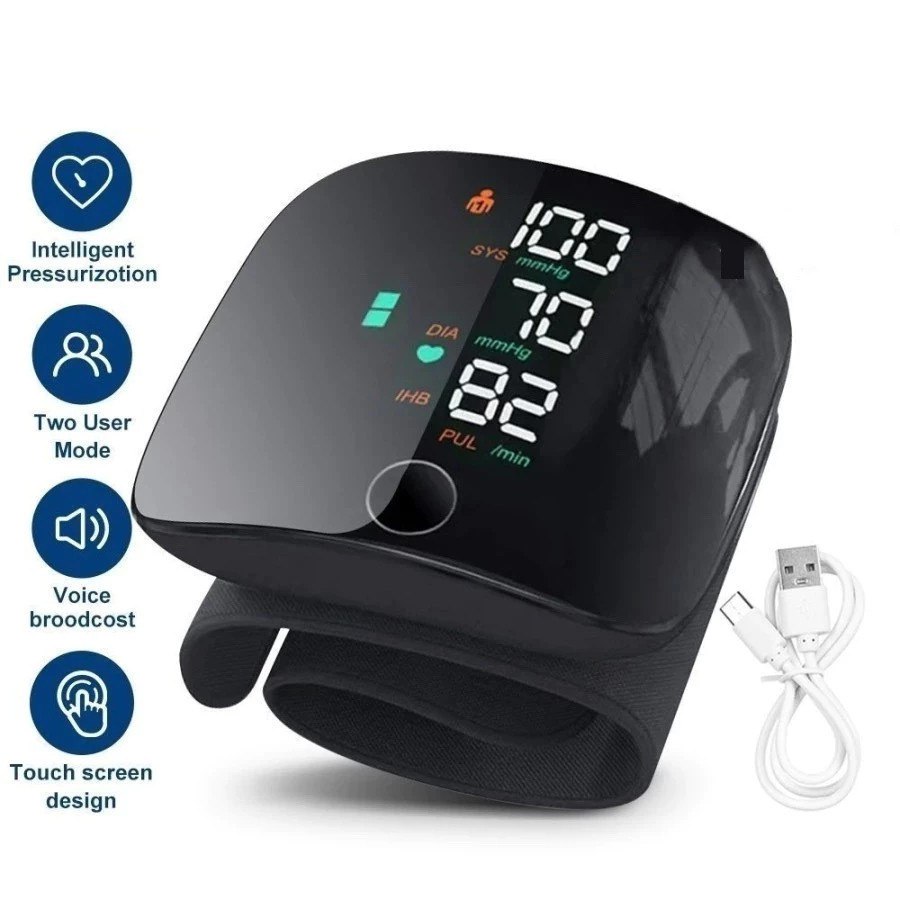 Intelligent
Pressurizotion
Two User
Mode
Voice
broodcost
Touch screen
design
1
SYS
100
mmHg
DIA
70
mmHg
IHB
82
PUL /min